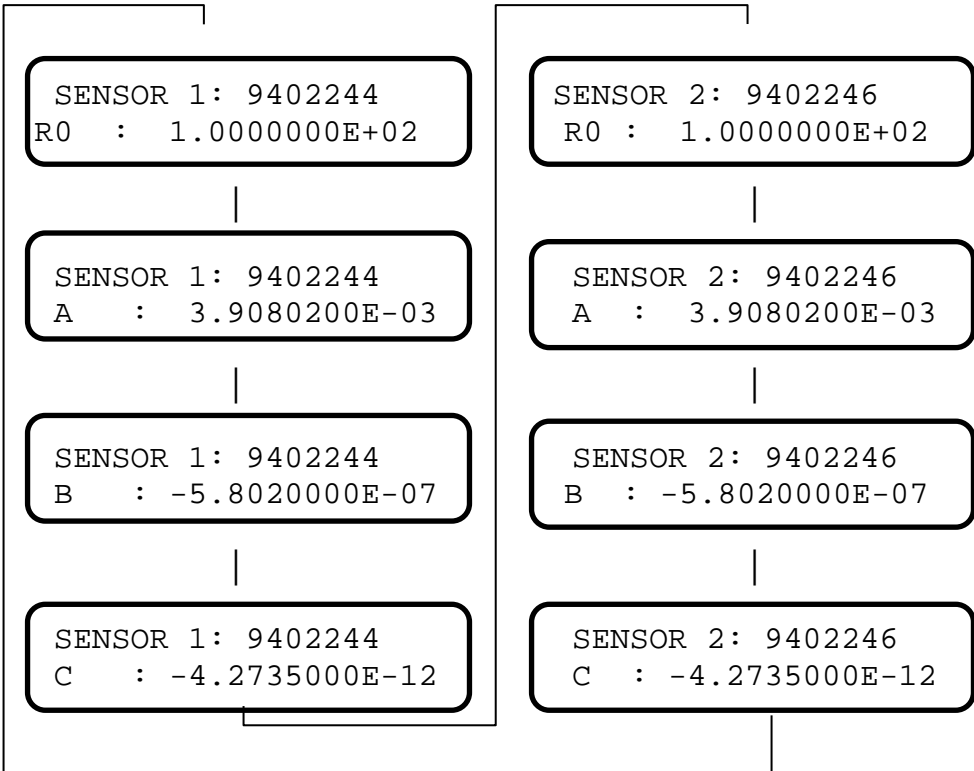 SENSOR 1: 9402244
R0 : 1.0000000E+02
SENSOR 1: 9402244
A : 3.9080200E-03
SENSOR 1: 9402244
B : -5.8020000E-07
SENSOR 1: 9402244
C : -4.2735000E-12
SENSOR 2: 9402246
R0 : 1.0000000E+02
SENSOR 2: 9402246
A : 3.9080200E-03
SENSOR 2: 9402246
B : -5.8020000E-07
SENSOR 2: 9402246
C : -4.2735000E-12